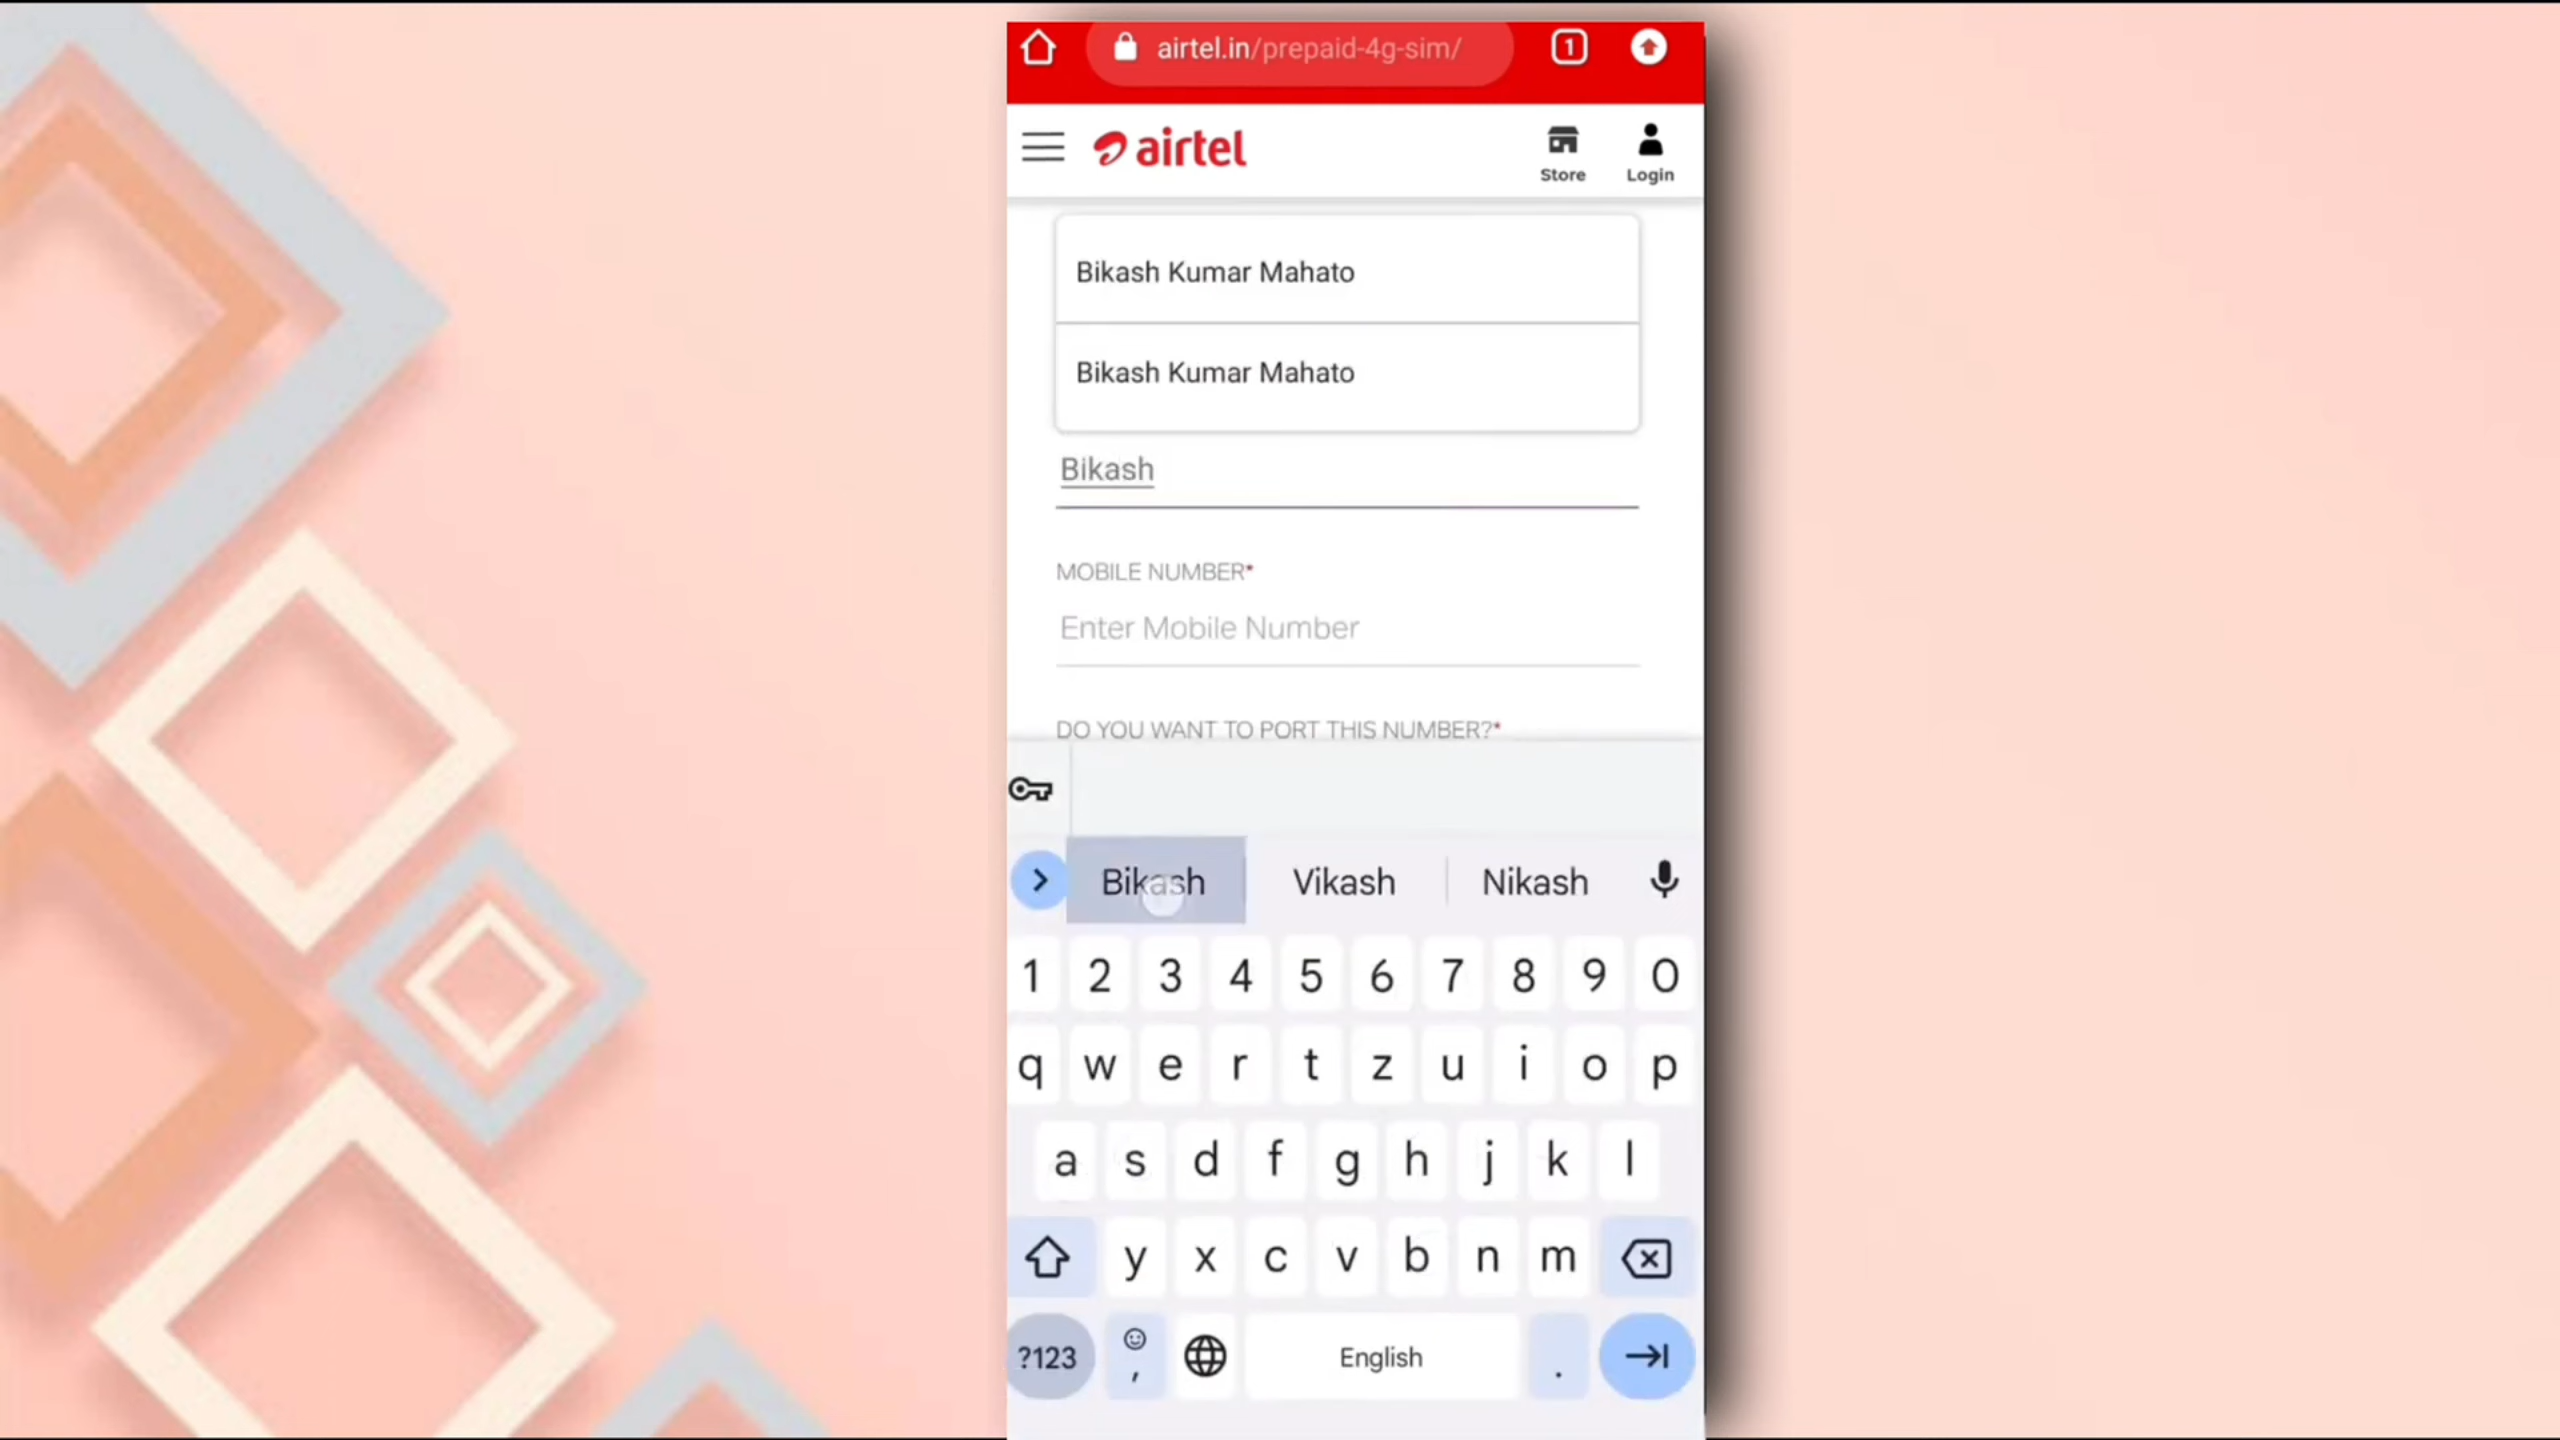 airtel.in/prepaid-4g-sim/
1
airtel
Store
Login
Bikash Kumar Mahato
Bikash Kumar Mahato
Bikash
MOBILE NUMBER*
Enter Mobile Number
DO YOU WANT TO PORT THIS NUMBER?*
Bikash Vikash Nikash
1 2 3 4 5 6 7 8 9 0
q w e r t z u i o p
a s d f g h j k l
y x c v b n m
?123 , English .